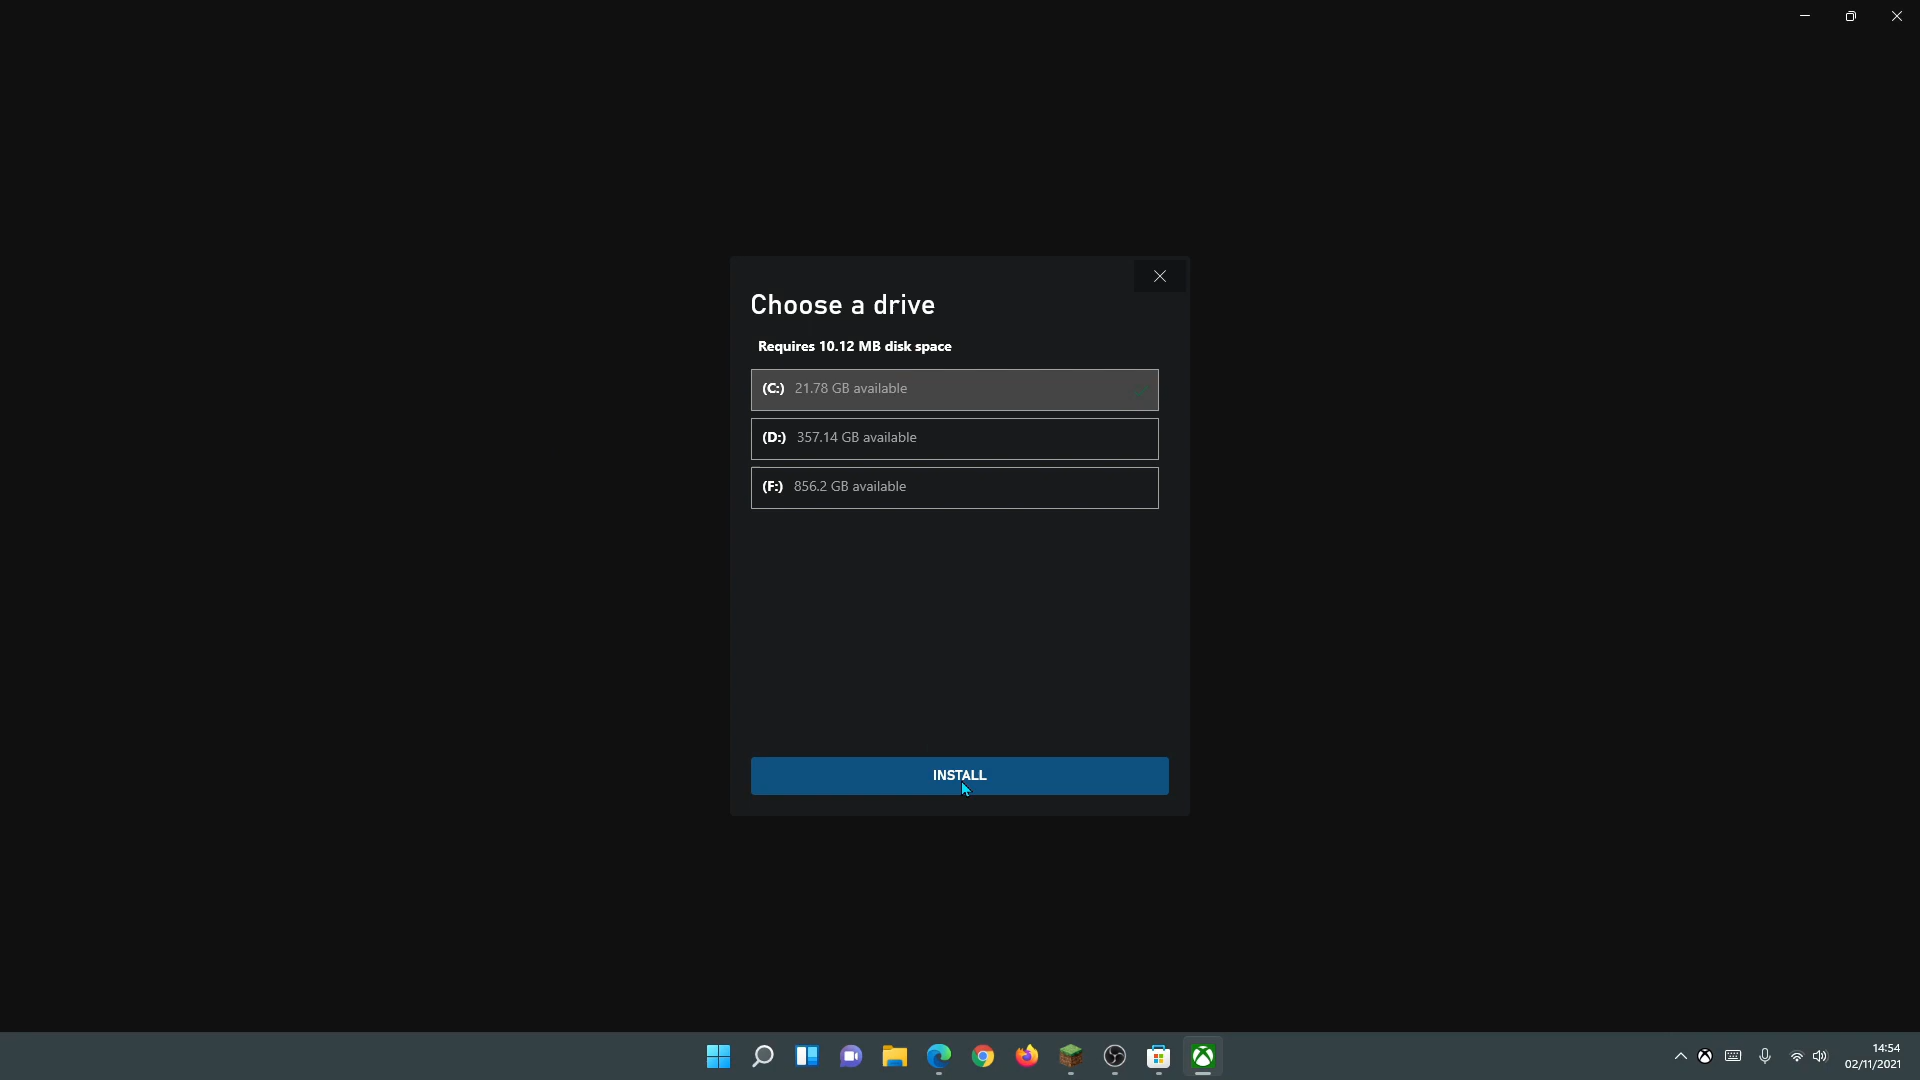 Choose a drive
Requires 10.12 MB disk space
(C:) 21.78 GB available
(D:) 357.14 GB available
(F:) 856.2 GB available
INSTALL
14:54
02/11/2021